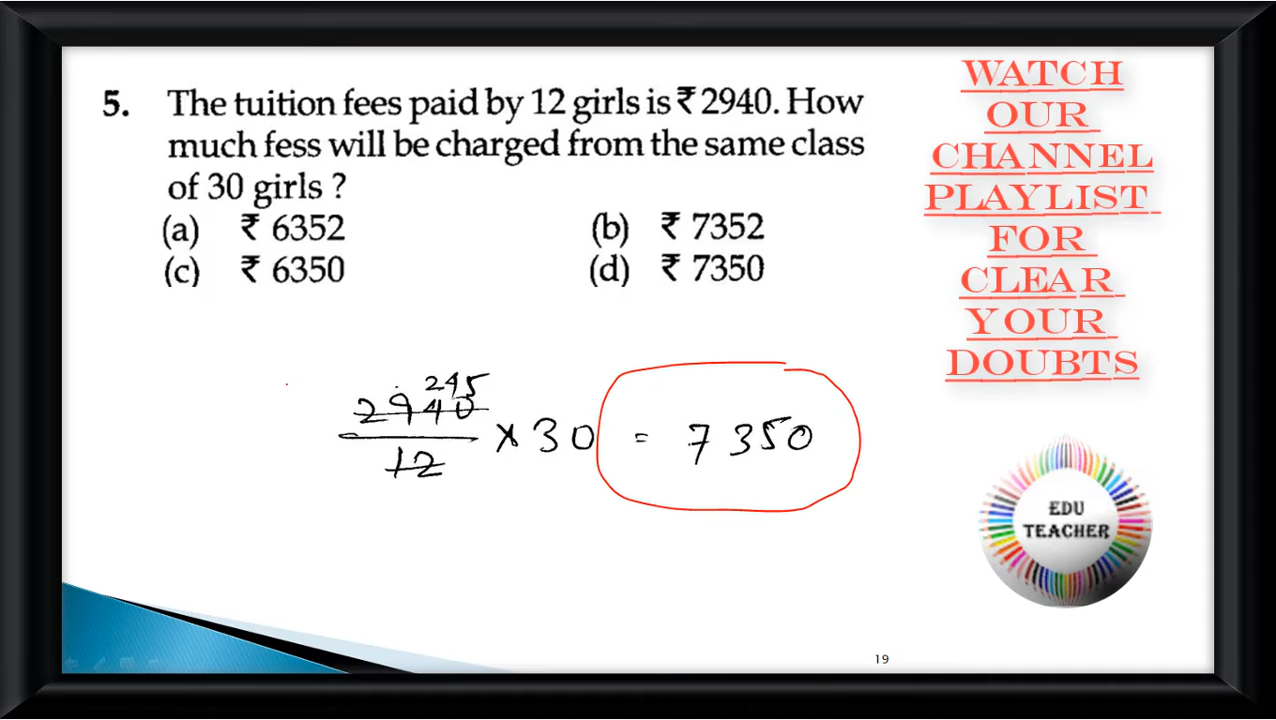 5. The tuition fees paid by 12 girls is ₹ 2940. How
much fess will be charged from the same class
of 30 girls ?
(a) ₹ 6352 (b) ₹ 7352
(c) ₹ 6350 (d) ₹ 7350
245
2940
12
× 30 = 7350
WATCH
OUR
CHANNEL
PLAYLIST
FOR
CLEAR
YOUR
DOUBTS
EDU
TEACHER
19